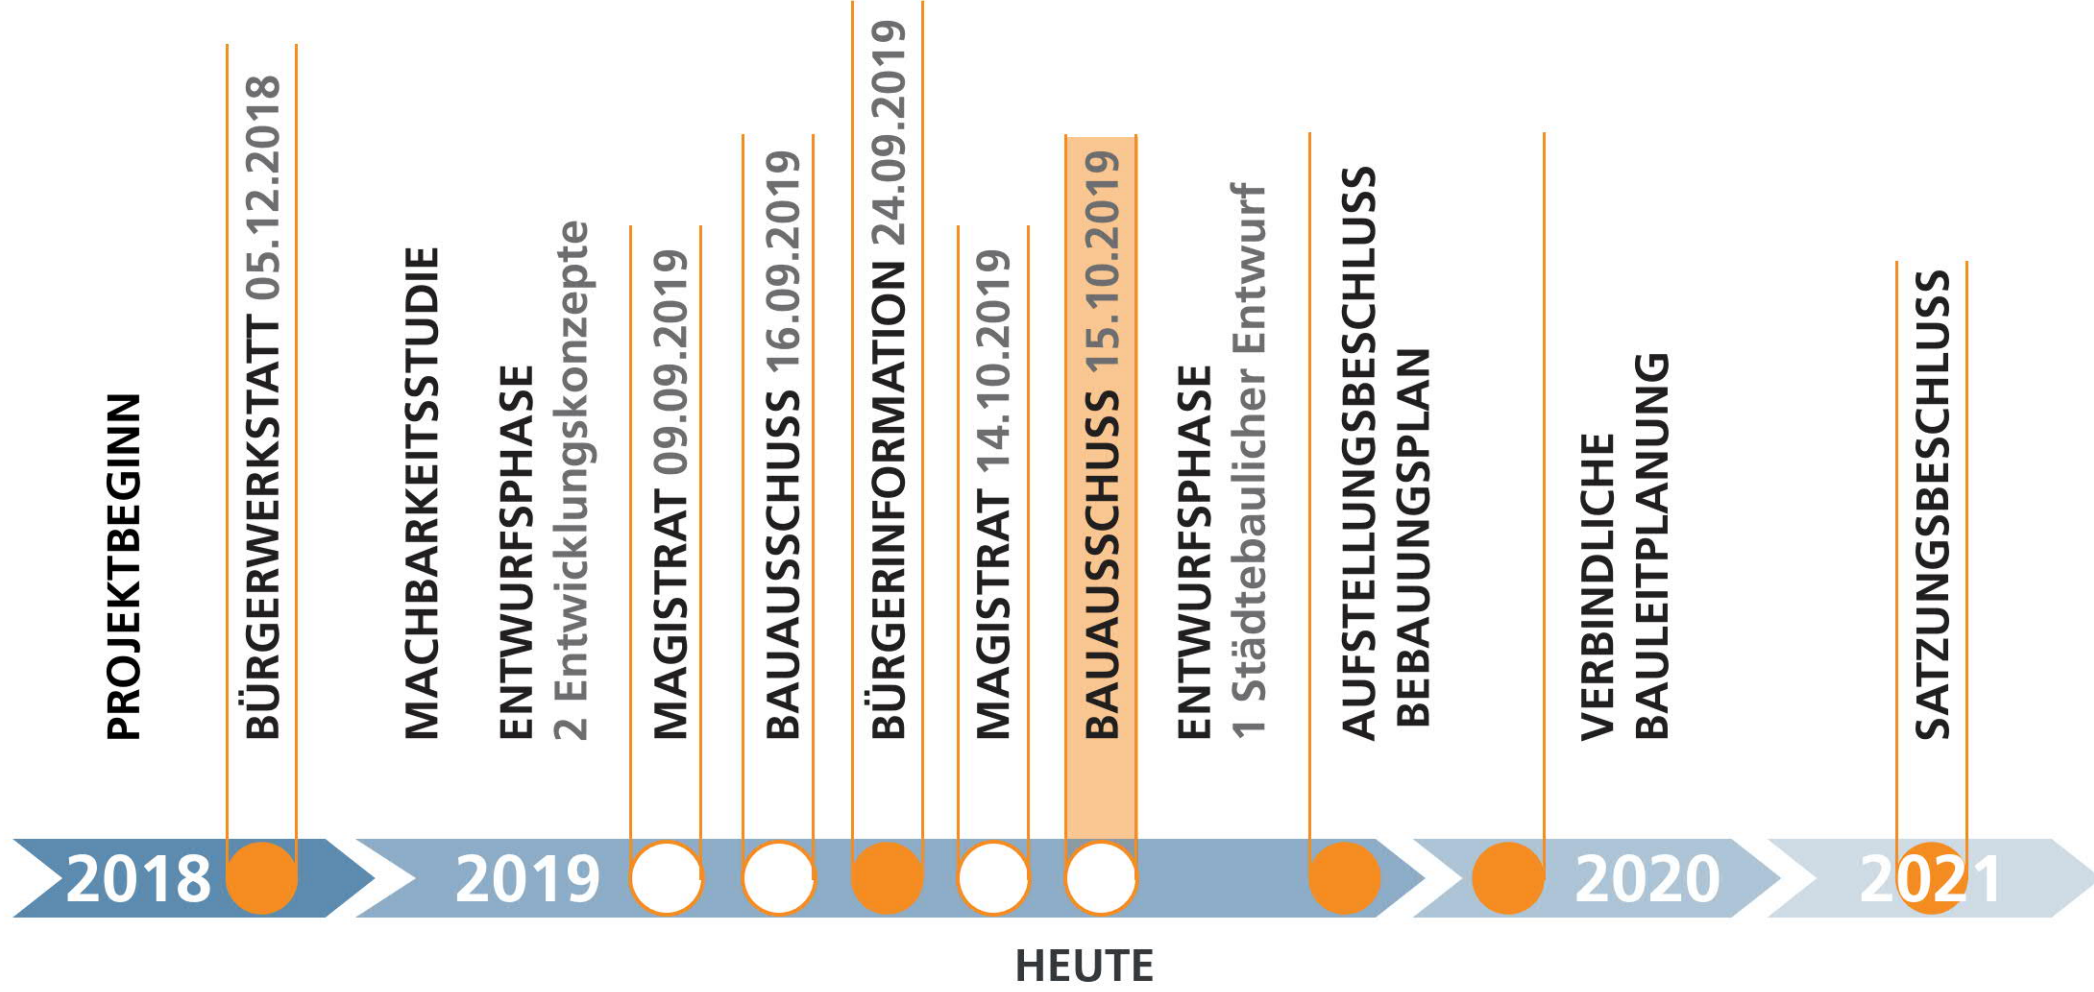 PROJEKTBEGINN
BÜRGERWERKSTATT 05.12.2018
MACHBARKEITSSTUDIE
ENTWURFSPHASE
2 Entwicklungskonzepte
MAGISTRAT 09.09.2019
BAUAUSSCHUSS 16.09.2019
BÜRGERINFORMATION 24.09.2019
MAGISTRAT 14.10.2019
BAUAUSSCHUSS 15.10.2019
ENTWURFSPHASE
1 Städtebaulicher Entwurf
AUFSTELLUNGSBESCHLUSS
BEBAUUNGSPLAN
VERBINDLICHE
BAULEITPLANUNG
SATZUNGSBESCHLUSS
2018
2019
2020
2021
HEUTE